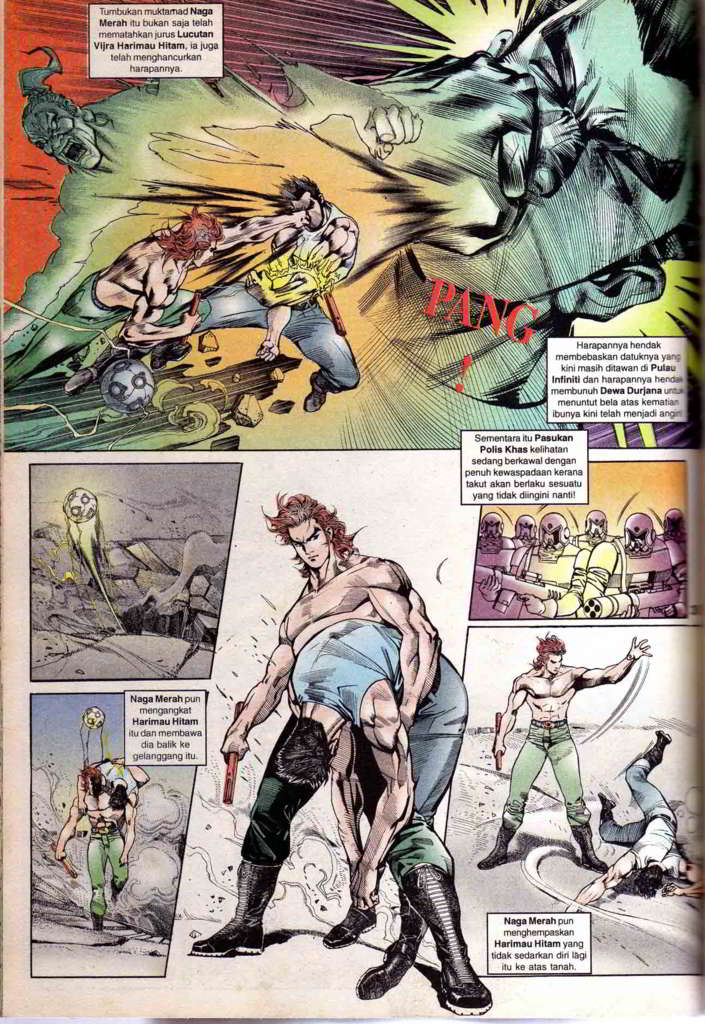 Tumbukan muktamad Naga
Merah itu bukan saja telah
mematahkan jurus Lucutan
Vijra Harimau Hitam, ia juga
telah menghancurkan
harapannya.
PANG
!
Harapannya hendak
membebaskan datuknya yang
kini masih ditawan di Pulau
Infiniti dan harapannya hendak
membunuh Dewa Durjana untuk
menuntut bela atas kematian
ibunya kini telah menjadi angin!
Sementara itu Pasukan
Polis Khas kelihatan
sedang berkawal dengan
penuh kewaspadaan kerana
takut akan berlaku sesuatu
yang tidak diingini nanti!
Naga Merah pun
mengangkat
Harimau Hitam
itu dan membawa
dia balik ke
gelanggang itu.
Naga Merah pun
menghempaskan
Harimau Hitam yang
tidak sedarkan diri lagi
itu ke atas tanah.